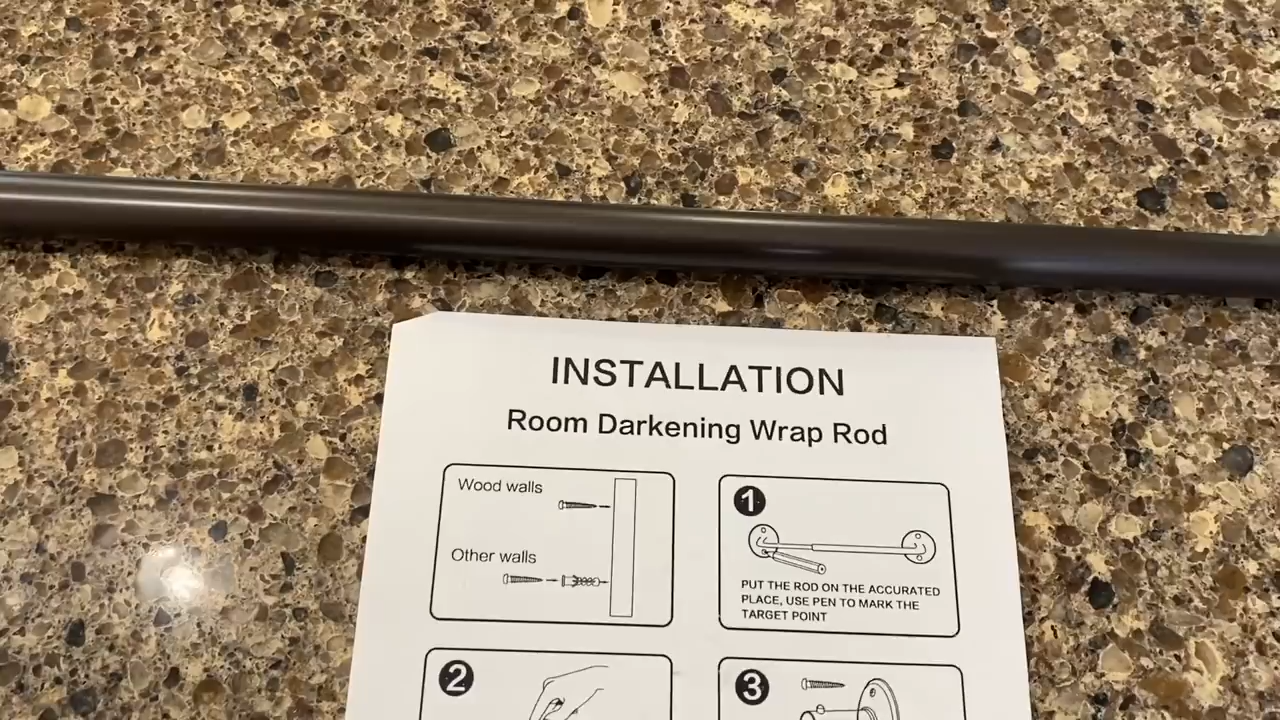 INSTALLATION
Room Darkening Wrap Rod
Wood walls
Other walls
1
PUT THE ROD ON THE ACCURATED
PLACE, USE PEN TO MARK THE
TARGET POINT
2
3